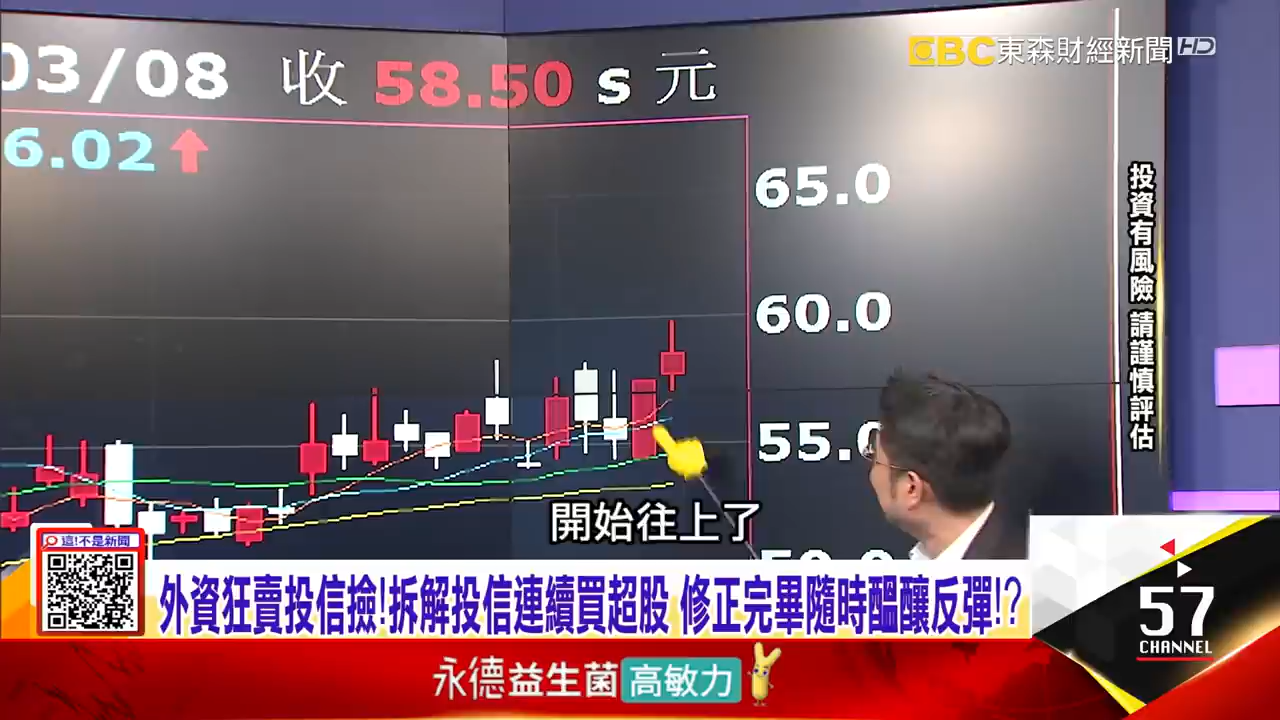 03/08 收 58.50 s 元
EBC 東森財經新聞 HD
6.02
65.0
60.0
55.0
投資有風險 請謹慎評估
開始往上了
這!不是新聞
外資狂賣投信撿!拆解投信連續買超股 修正完畢隨時醞釀反彈!?
57
CHANNEL
永德益生菌 高敏力